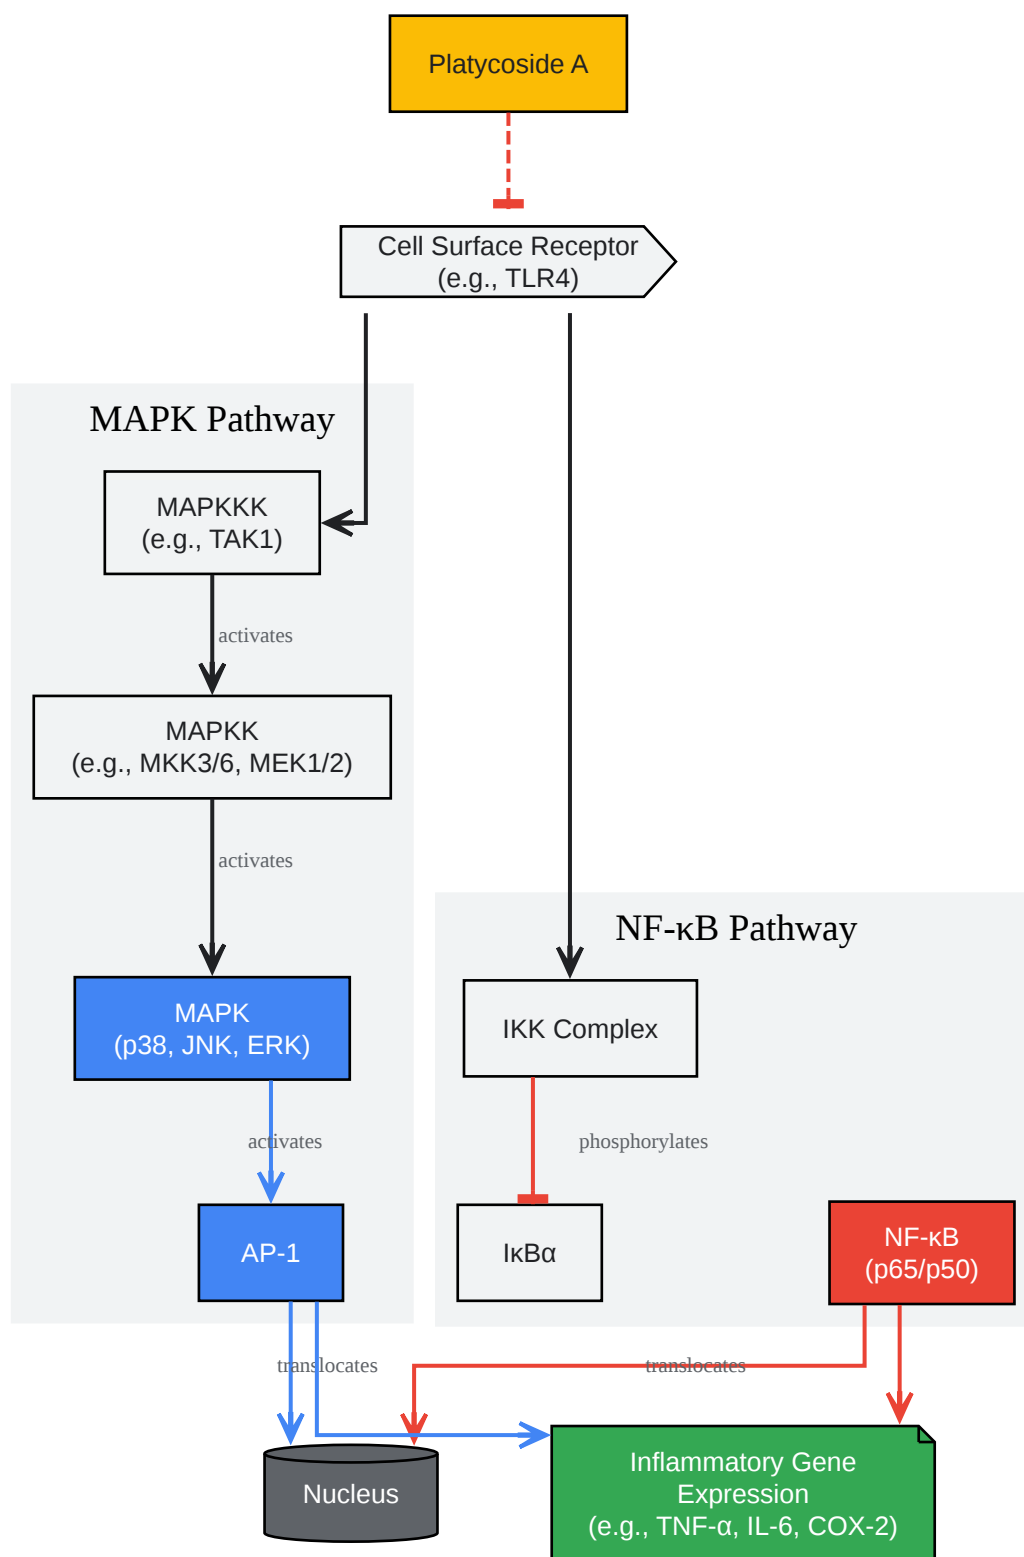 Platycoside A
Cell Surface Receptor
(e.g., TLR4)
MAPK Pathway
MAPKKK
(e.g., TAK1)
activates
MAPKK
(e.g., MKK3/6, MEK1/2)
activates
NF-κB Pathway
MAPK
(p38, JNK, ERK)
IKK Complex
activates
phosphorylates
AP-1
IκBα
NF-κB
(p65/p50)
translocates
translocates
Nucleus
Inflammatory Gene
Expression
(e.g., TNF-α, IL-6, COX-2)